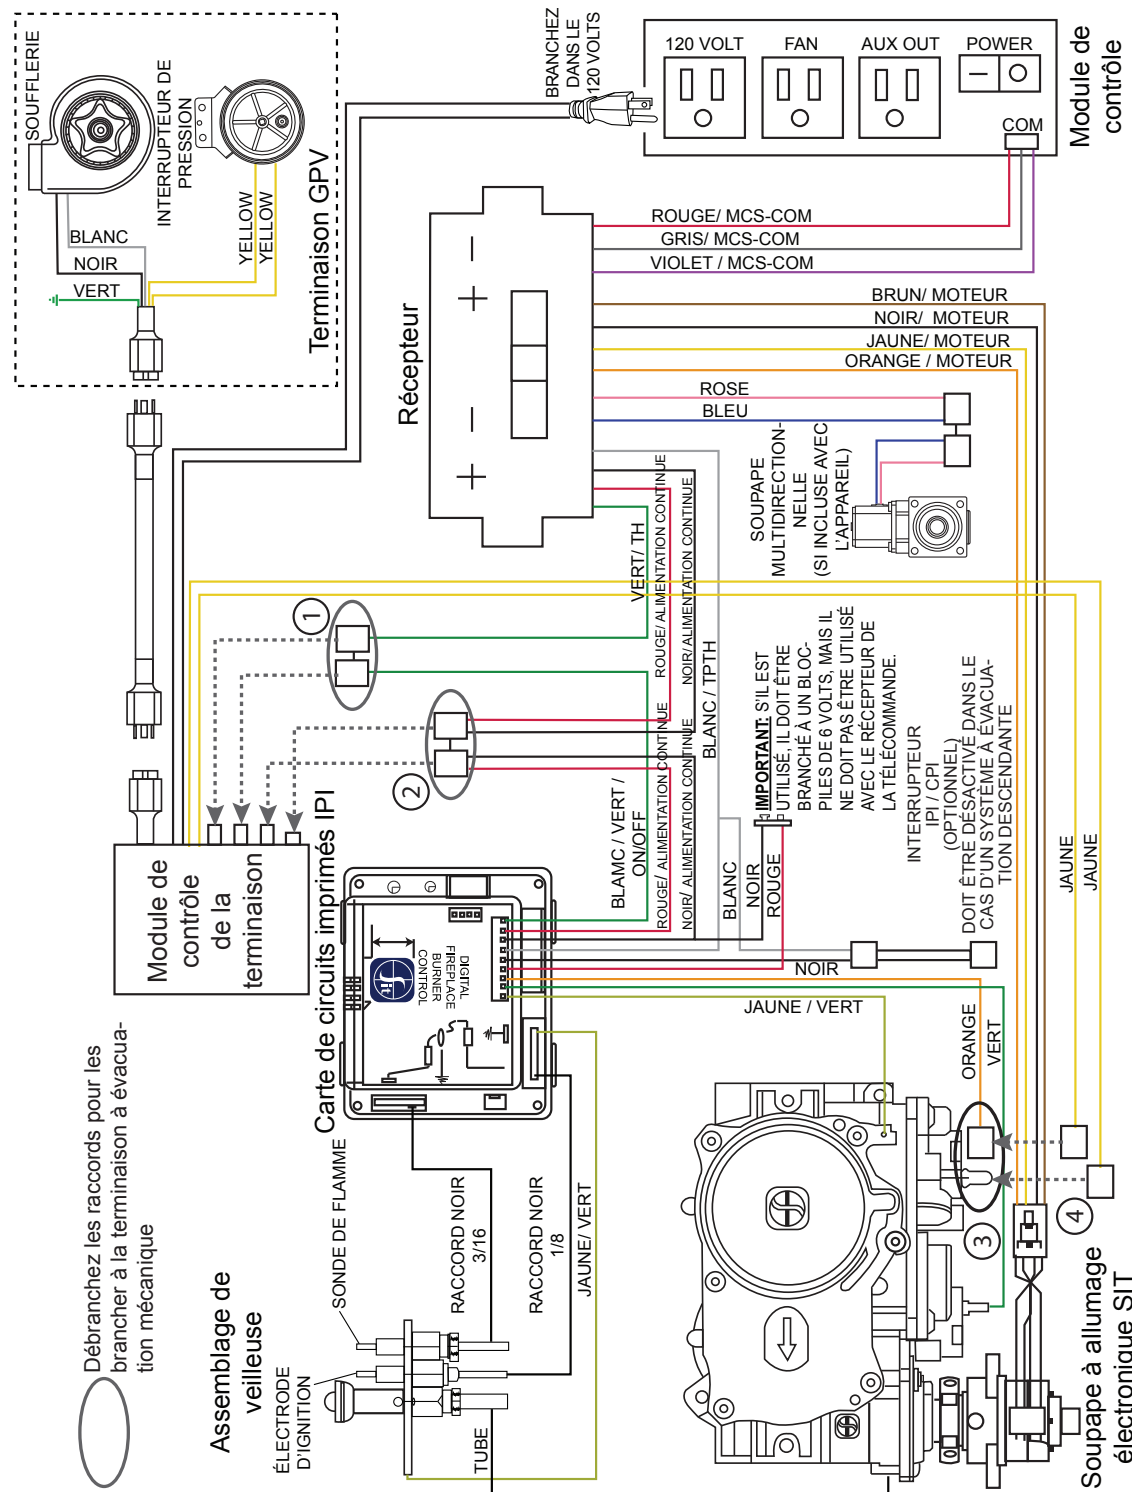 SOUFFLERIE
INTERRUPTEUR DE
PRESSION
BLANC
NOIR
VERT
YELLOW
YELLOW
Terminaison GPV
BRANCHEZ
DANS LE
120 VOLTS
120 VOLT
FAN
AUX OUT
POWER
COM
Module de
contrôle
Récepteur
ROUGE/ MCS-COM
GRIS/ MCS-COM
VIOLET / MCS-COM
BRUN/ MOTEUR
NOIR/ MOTEUR
JAUNE/ MOTEUR
ORANGE / MOTEUR
ROSE
BLEU
SOUPAPE
MULTIDIRECTION-
NELLE
(SI INCLUSE AVEC
L'APPAREIL)
VERT/ TH
ROUGE/ ALIMENTATION CONTINUE
NOIR/ALIMENTATION CONTINUE
BLANC / TPTH
1
2
BLAMC / VERT /
ON/OFF
ROUGE/ ALIMENTATION CONTINUE
NOIR/ ALIMENTATION CONTINUE
BLANC
NOIR
ROUGE
IMPORTANT: S'IL EST
UTILISÉ, IL DOIT ÊTRE
BRANCHÉ À UN BLOC-
PILES DE 6 VOLTS, MAIS IL
NE DOIT PAS ÊTRE UTILISÉ
AVEC LE RÉCEPTEUR DE
LA TÉLÉCOMMANDE.
INTERRUPTEUR
IPI / CPI
(OPTIONNEL)
DOIT ÊTRE DÉSACTIVÉ DANS LE
CAS D'UN SYSTÈME À ÉVACUA-
TION DESCENDANTE
Module de
contrôle
de la
terminaison
Carte de circuits imprimés IPI
Sit
DIGITAL
FIREPLACE
BURNER
CONTROL
NOIR
JAUNE / VERT
ORANGE
VERT
JAUNE
JAUNE
Débranchez les raccords pour les
brancher à la terminaison à évacua-
tion mécanique
Assemblage de
veilleuse
SONDE DE FLAMME
ÉLECTRODE
D'IGNITION
RACCORD NOIR
3/16
RACCORD NOIR
1/8
JAUNE/ VERT
TUBE
3
4
Soupape à allumage
électronique SIT